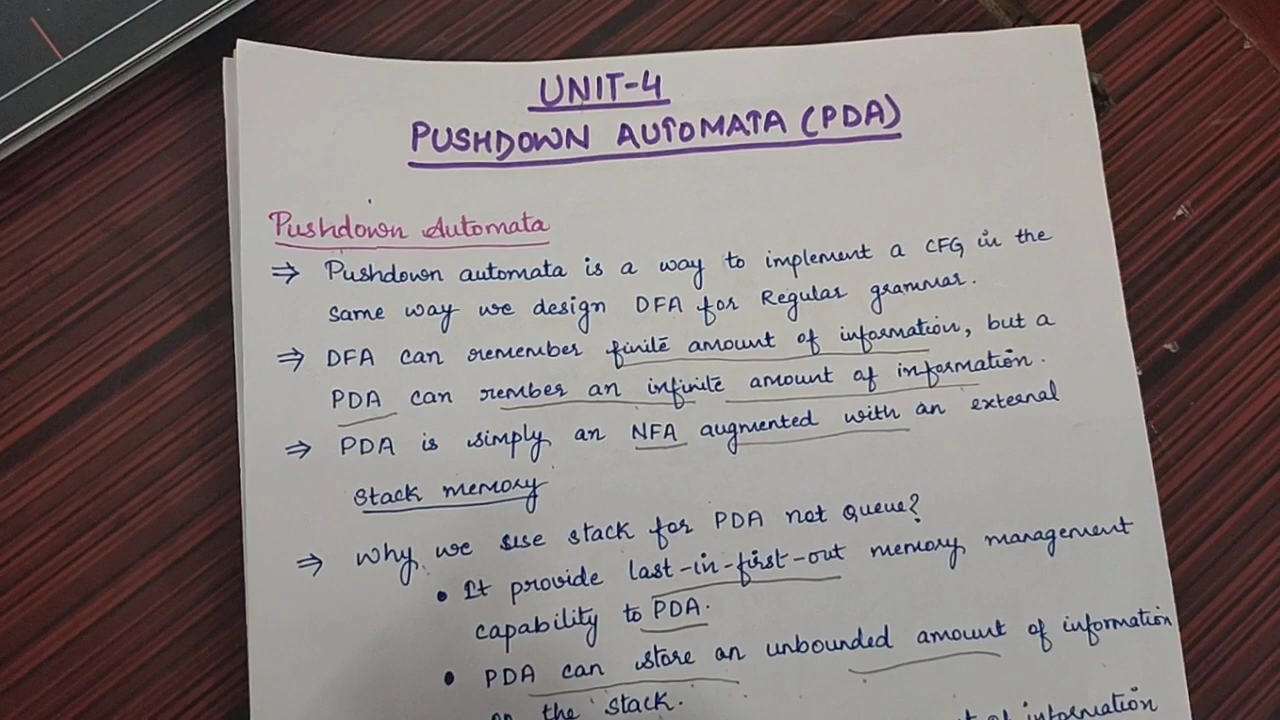 UNIT-4
PUSHDOWN AUTOMATA (PDA)
Pushdown Automata
⇒ Pushdown automata is a way to implement a CFG in the
same way we design DFA for Regular grammar.
⇒ DFA can remember finite amount of information, but a
PDA can rember an infinite amount of information.
⇒ PDA is simply an NFA augmented with an external
stack memory
⇒ Why we use stack for PDA not Queue?
• It provide last-in-first-out memory management
capability to PDA.
• PDA can store an unbounded amount of information
on the stack.
of information